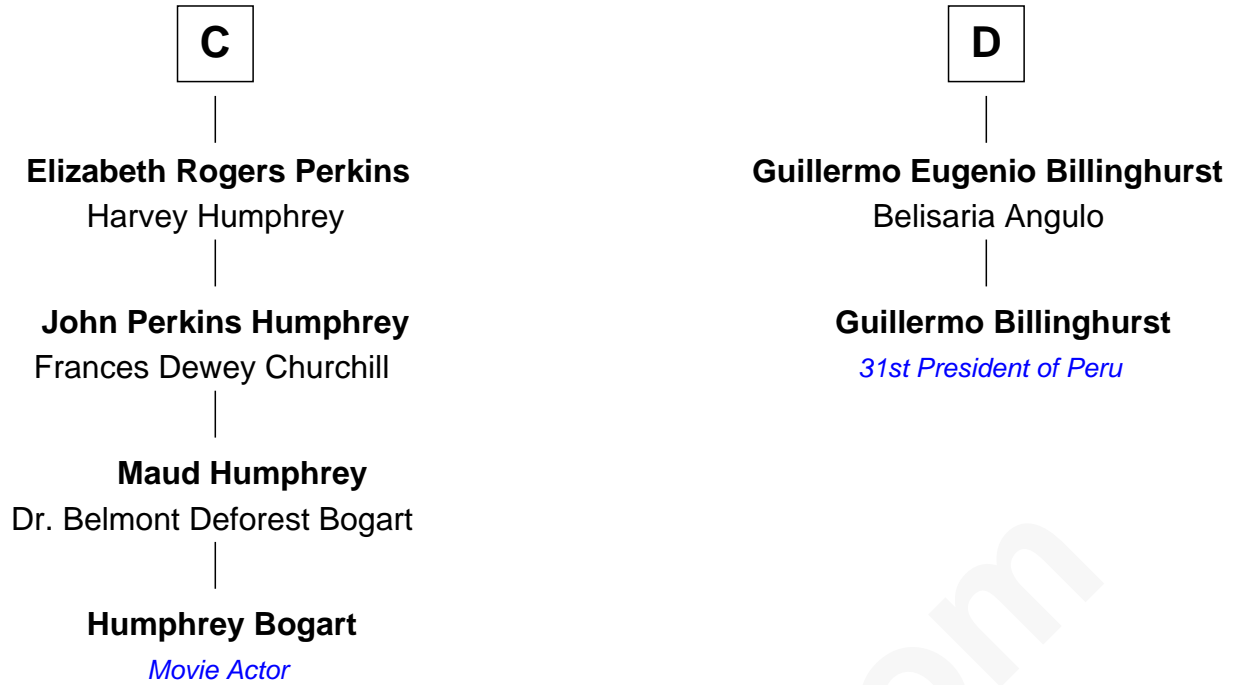 C
Elizabeth Rogers Perkins
Harvey Humphrey
John Perkins Humphrey
Frances Dewey Churchill
Maud Humphrey
Dr. Belmont Deforest Bogart
Humphrey Bogart
Movie Actor
D
Guillermo Eugenio Billinghurst
Belisaria Angulo
Guillermo Billinghurst
31st President of Peru
om